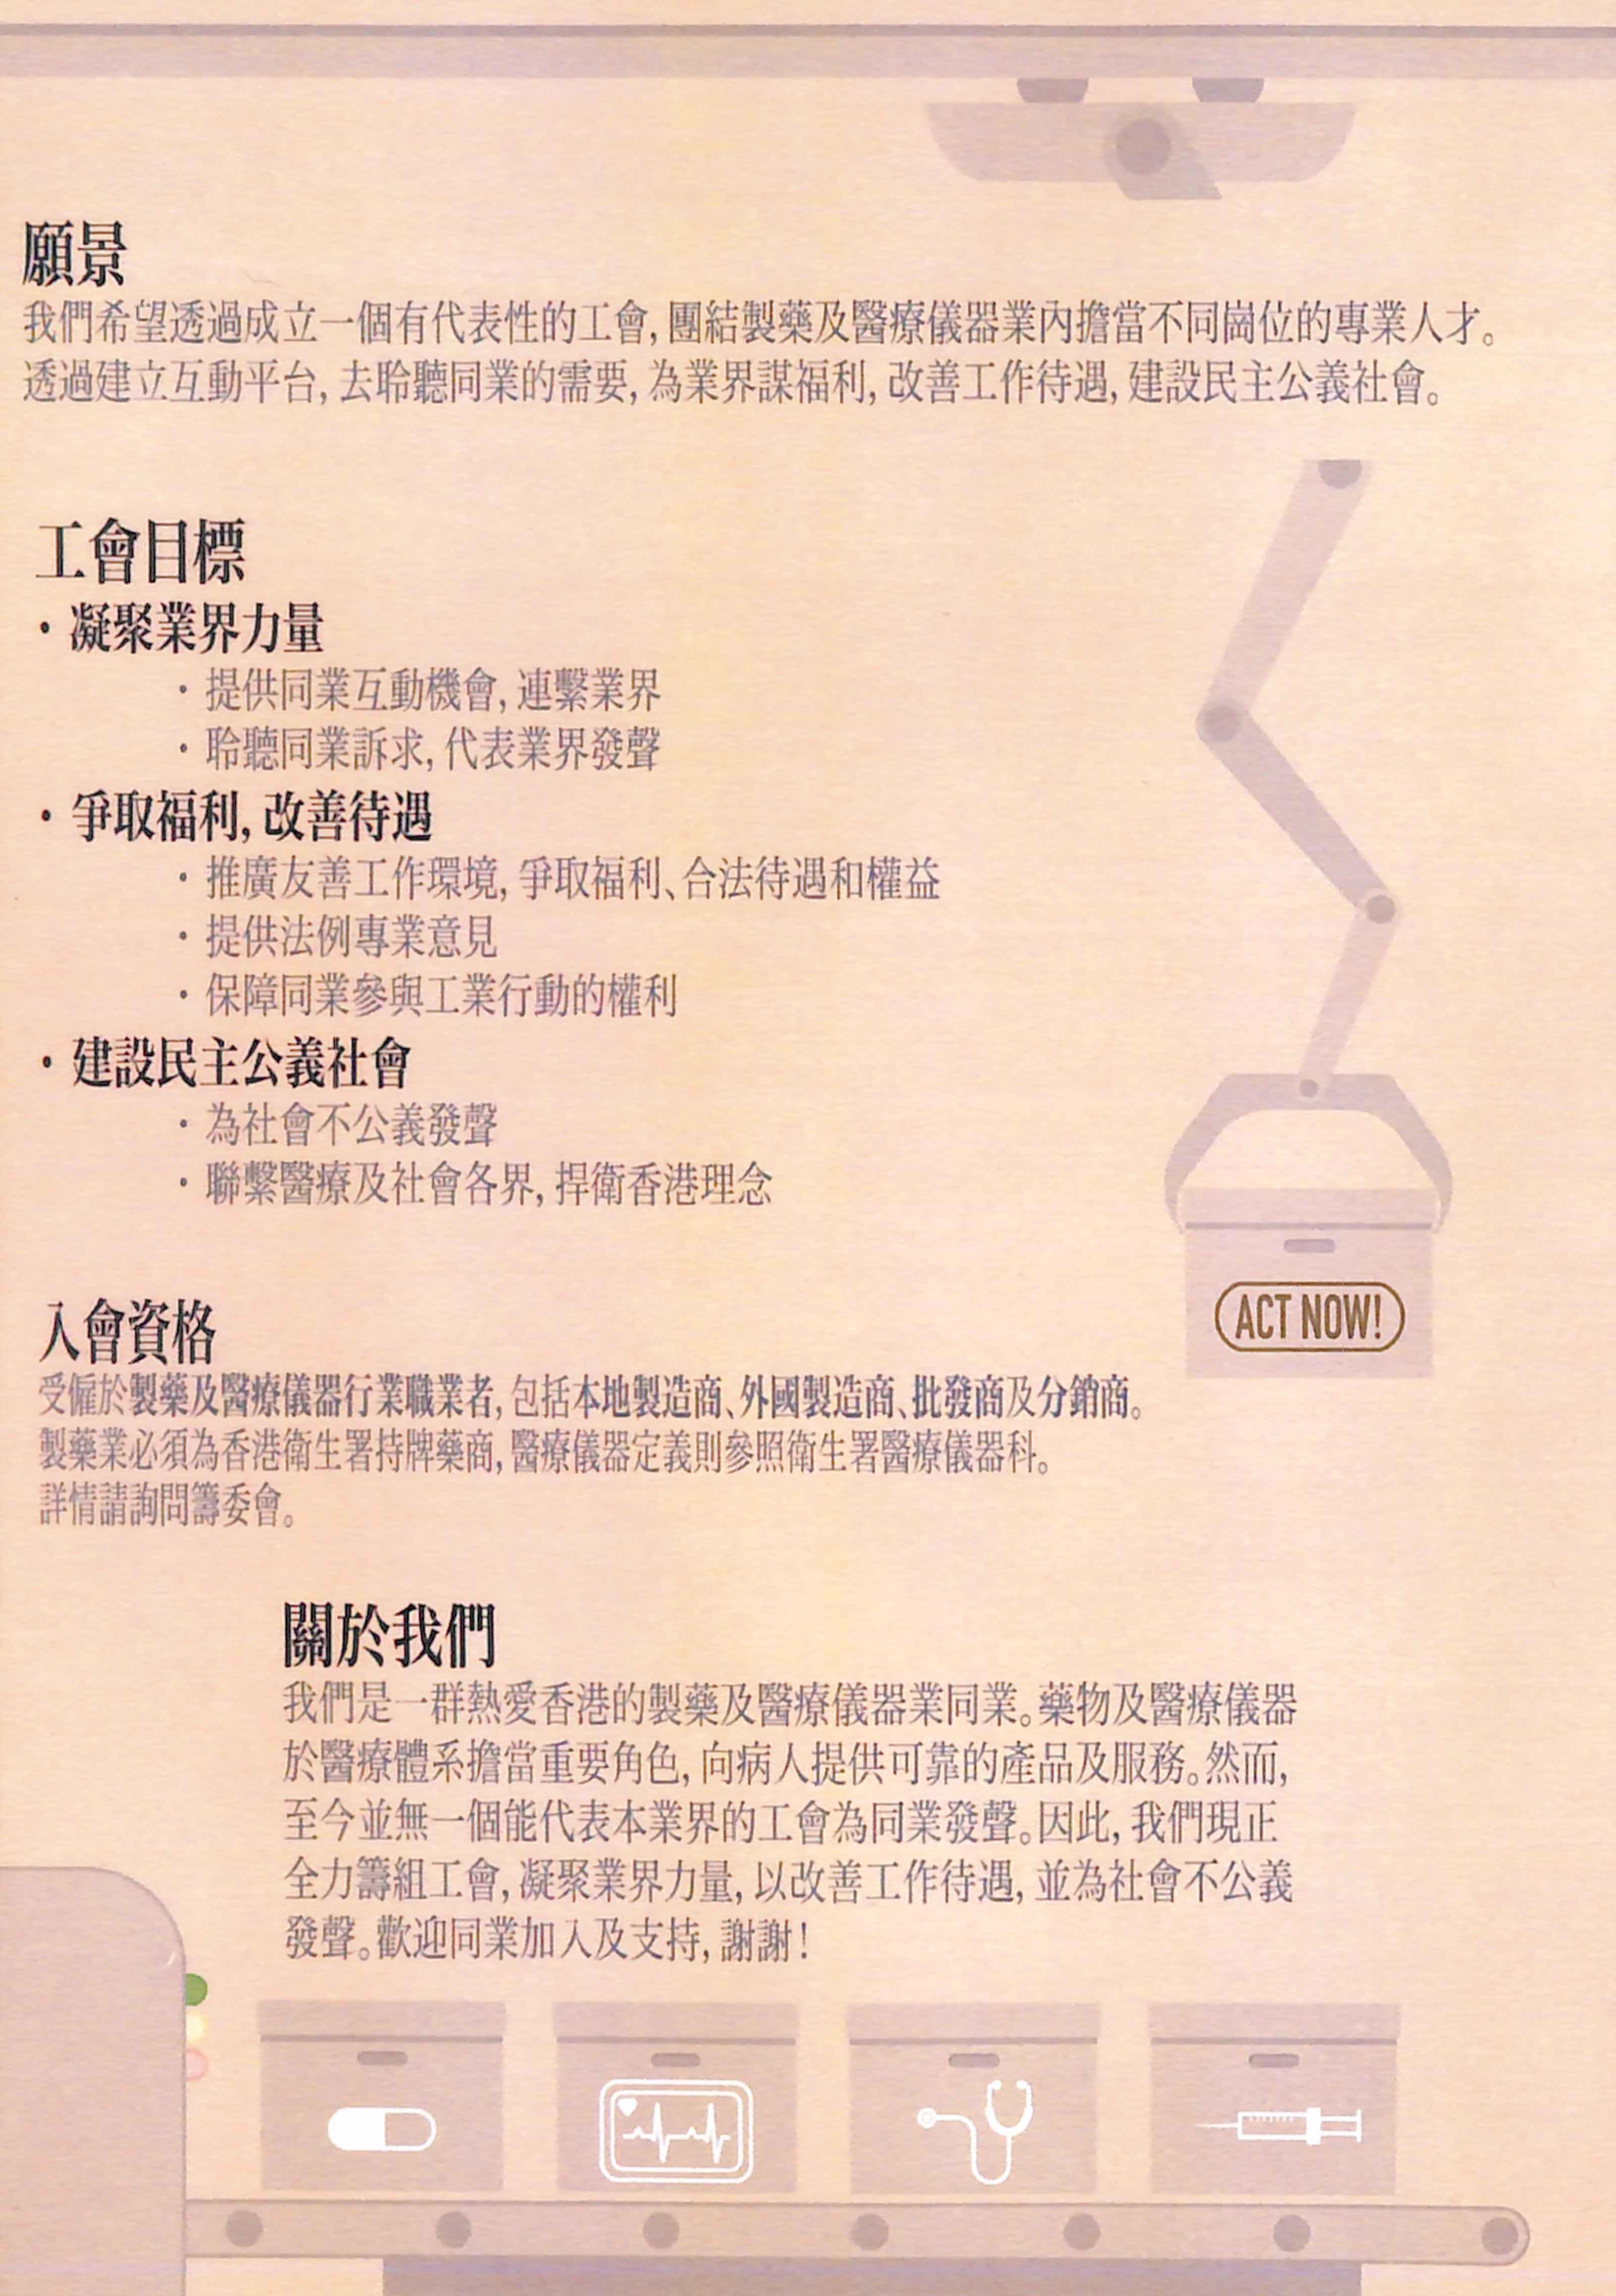 願景
我們希望透過成立一個有代表性的工會, 團結製藥及醫療儀器業內擔當不同崗位的專業人才。
透過建立互動平台, 去聆聽同業的需要, 為業界謀福利, 改善工作待遇, 建設民主公義社會。
工會目標
・凝聚業界力量
・提供同業互動機會, 連繫業界
・聆聽同業訴求, 代表業界發聲
・爭取福利, 改善待遇
・推廣友善工作環境, 爭取福利、合法待遇和權益
・提供法例專業意見
・保障同業參與工業行動的權利
・建設民主公義社會
・為社會不公義發聲
・聯繫醫療及社會各界, 捍衛香港理念
ACT NOW!
入會資格
受僱於製藥及醫療儀器行業職業者, 包括本地製造商、外國製造商、批發商及分銷商。
製藥業必須為香港衛生署持牌藥商, 醫療儀器定義則參照衛生署醫療儀器科。
詳情請詢問籌委會。
關於我們
我們是一群熱愛香港的製藥及醫療儀器業同業。藥物及醫療儀器
於醫療體系擔當重要角色, 向病人提供可靠的產品及服務。然而,
至今並無一個能代表本業界的工會為同業發聲。因此, 我們現正
全力籌組工會, 凝聚業界力量, 以改善工作待遇, 並為社會不公義
發聲。歡迎同業加入及支持, 謝謝!